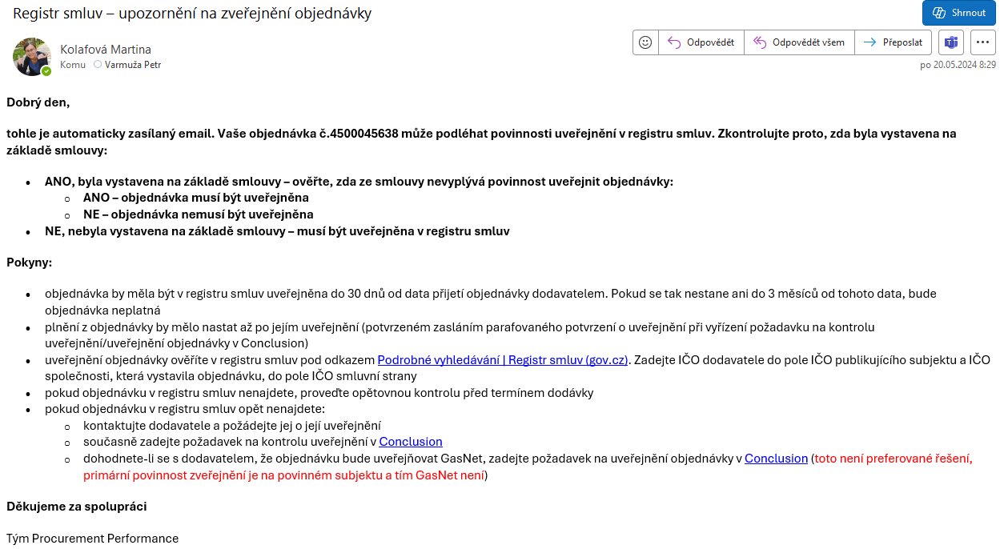 Registr smluv – upozornění na zveřejnění objednávky
Shrnout
Kolafová Martina
Komu Varmuža Petr
Odpovědět
Odpovědět všem
Přeposlat
po 20.05.2024 8:29
Dobrý den,
tohle je automaticky zasílaný email. Vaše objednávka č.4500045638 může podléhat povinnosti uveřejnění v registru smluv. Zkontrolujte proto, zda byla vystavena na
základě smlouvy:
• ANO, byla vystavena na základě smlouvy – ověřte, zda ze smlouvy nevyplývá povinnost uveřejnit objednávky:
o ANO – objednávka musí být uveřejněna
o NE – objednávka nemusí být uveřejněna
• NE, nebyla vystavena na základě smlouvy – musí být uveřejněna v registru smluv
Pokyny:
• objednávka by měla být v registru smluv uveřejněna do 30 dnů od data přijetí objednávky dodavatelem. Pokud se tak nestane ani do 3 měsíců od tohoto data, bude
objednávka neplatná
• plnění z objednávky by mělo nastat až po jejím uveřejnění (potvrzeném zasláním parafovaného potvrzení o uveřejnění při vyřízení požadavku na kontrolu
uveřejnění/uveřejnění objednávky v Conclusion)
• uveřejnění objednávky ověříte v registru smluv pod odkazem Podrobné vyhledávání | Registr smluv (gov.cz). Zadejte IČO dodavatele do pole IČO publikujícího subjektu a IČO
společnosti, která vystavila objednávku, do pole IČO smluvní strany
• pokud objednávku v registru smluv nenajdete, proveďte opětovnou kontrolu před termínem dodávky
• pokud objednávku v registru smluv opět nenajdete:
o kontaktujte dodavatele a požádejte jej o její uveřejnění
o současně zadejte požadavek na kontrolu uveřejnění v Conclusion
o dohodnete-li se s dodavatelem, že objednávku bude uveřejňovat GasNet, zadejte požadavek na uveřejnění objednávky v Conclusion (toto není preferované řešení,
primární povinnost zveřejnění je na povinném subjektu a tím GasNet není)
Děkujeme za spolupráci
Tým Procurement Performance